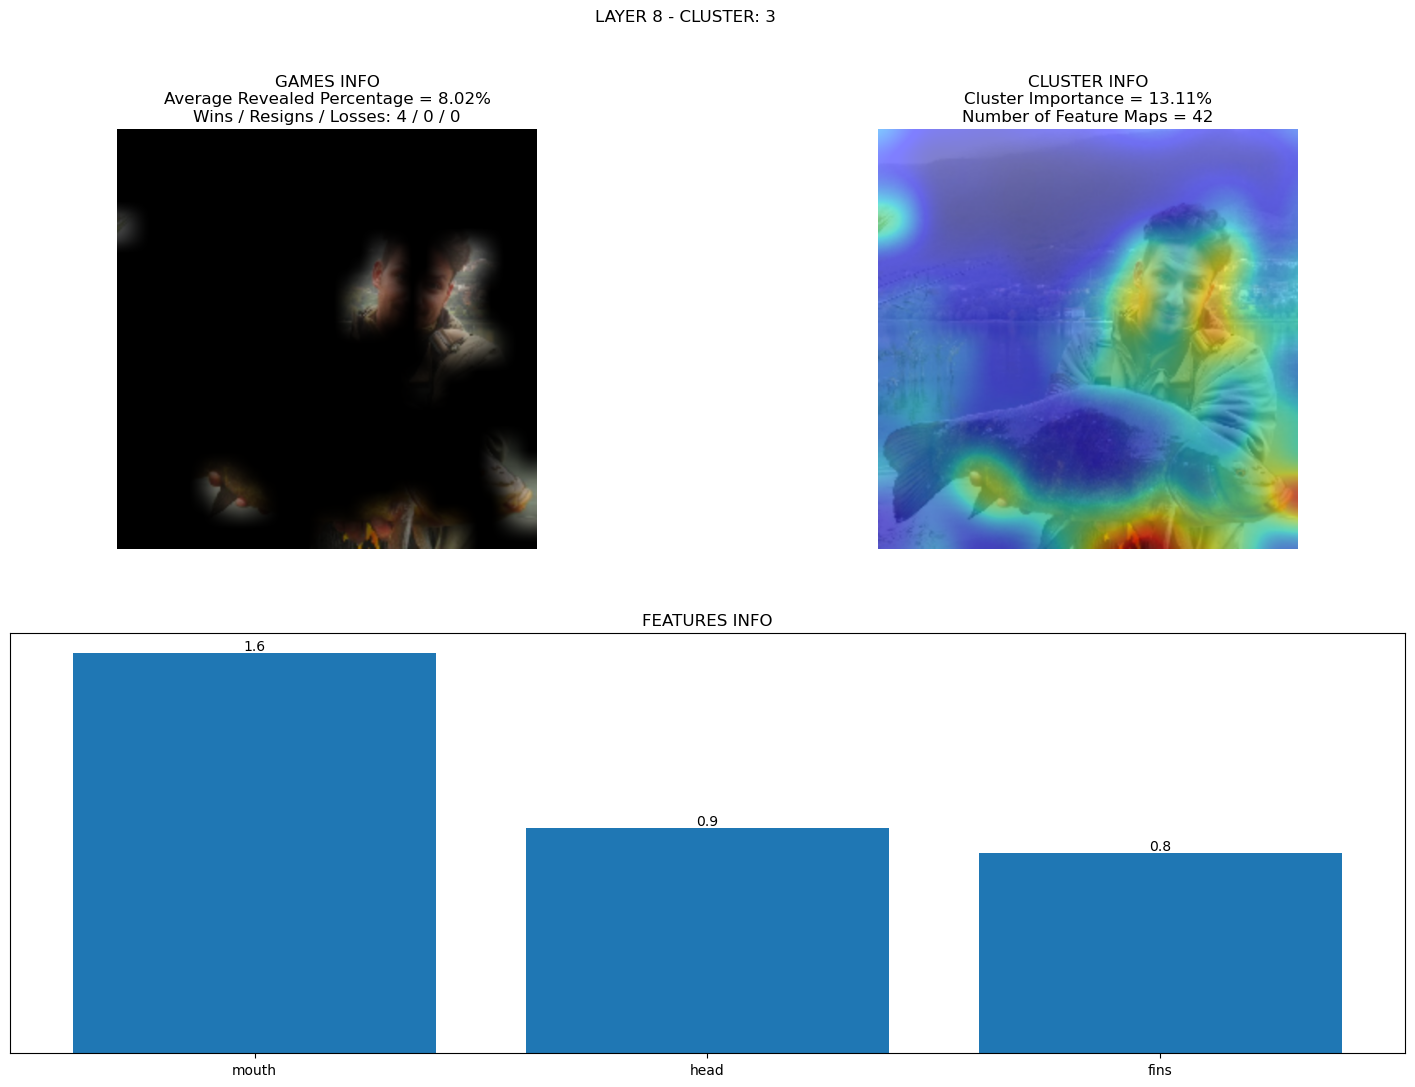 LAYER 8 - CLUSTER: 3
GAMES INFO
Average Revealed Percentage = 8.02%
Wins / Resigns / Losses: 4 / 0 / 0
CLUSTER INFO
Cluster Importance = 13.11%
Number of Feature Maps = 42
FEATURES INFO
1.6
0.9
0.8
mouth
head
fins